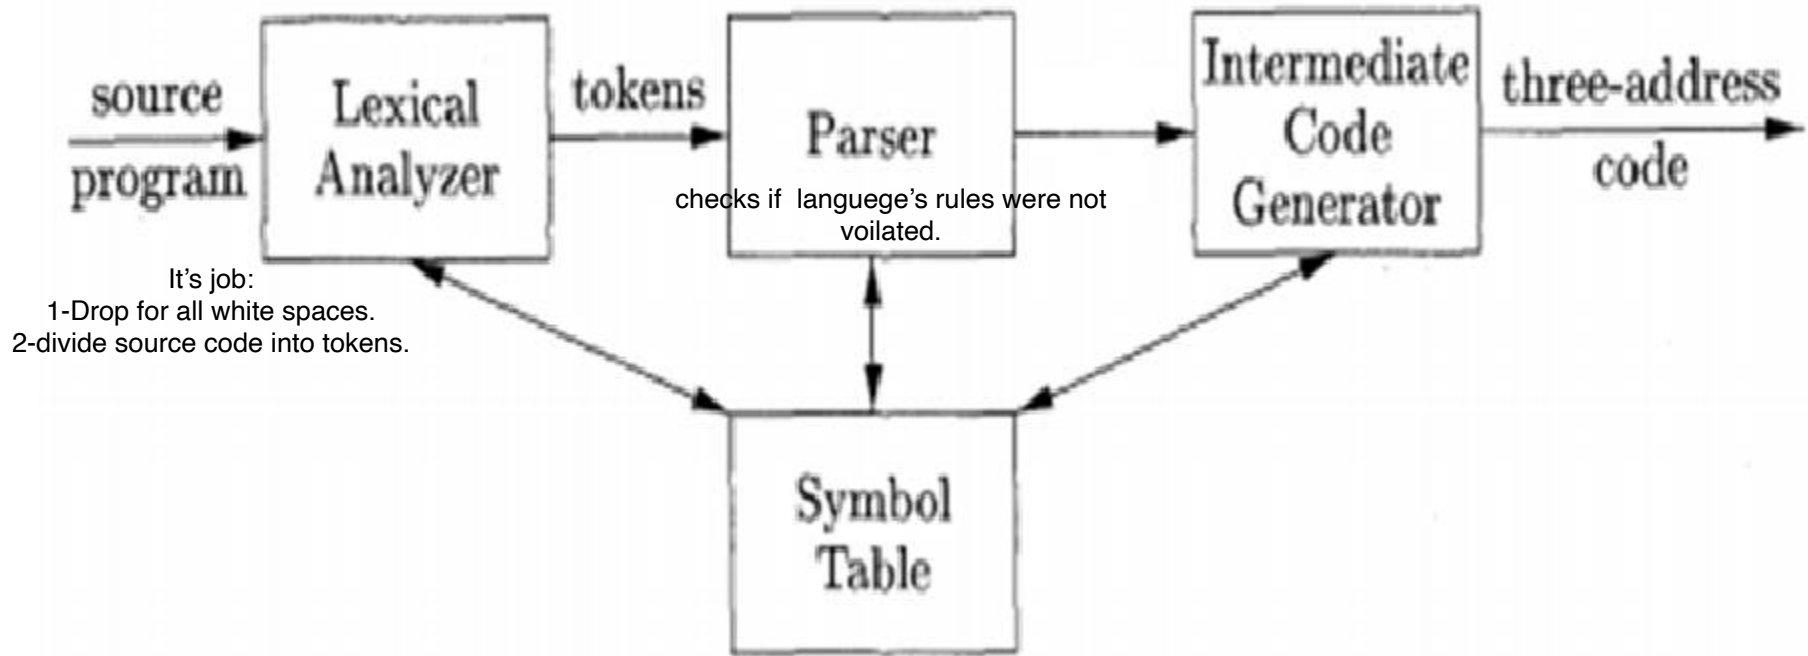 source
program
Lexical
Analyzer
It's job:
1-Drop for all white spaces.
2-divide source code into tokens.
tokens
Parser
checks if  languege's rules were not
voilated.
Intermediate
Code
Generator
three-address
code
Symbol
Table